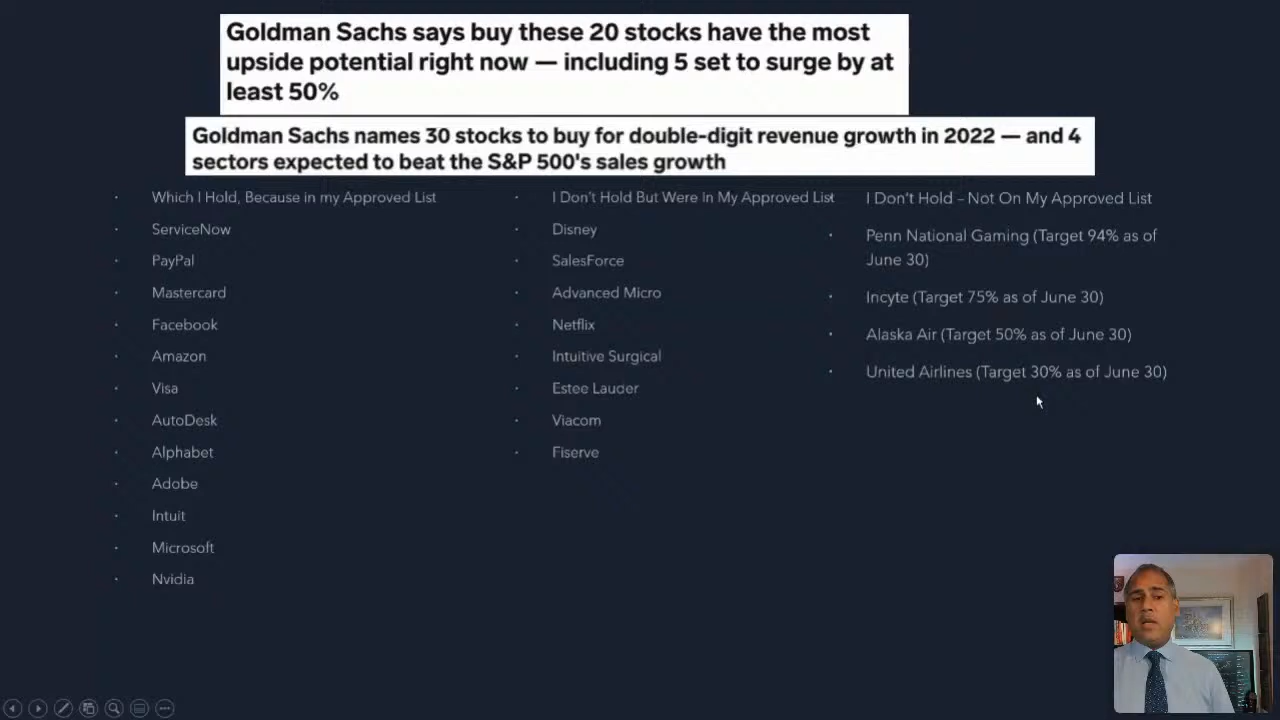 Goldman Sachs says buy these 20 stocks have the most
upside potential right now — including 5 set to surge by at
least 50%
Goldman Sachs names 30 stocks to buy for double-digit revenue growth in 2022 — and 4
sectors expected to beat the S&P 500's sales growth
· Which I Hold, Because in my Approved List
· ServiceNow
· PayPal
· Mastercard
· Facebook
· Amazon
· Visa
· AutoDesk
· Alphabet
· Adobe
· Intuit
· Microsoft
· Nvidia
· I Don't Hold But Were In My Approved List
· Disney
· SalesForce
· Advanced Micro
· Netflix
· Intuitive Surgical
· Estee Lauder
· Viacom
· Fiserve
· I Don't Hold – Not On My Approved List
· Penn National Gaming (Target 94% as of
June 30)
· Incyte (Target 75% as of June 30)
· Alaska Air (Target 50% as of June 30)
· United Airlines (Target 30% as of June 30)